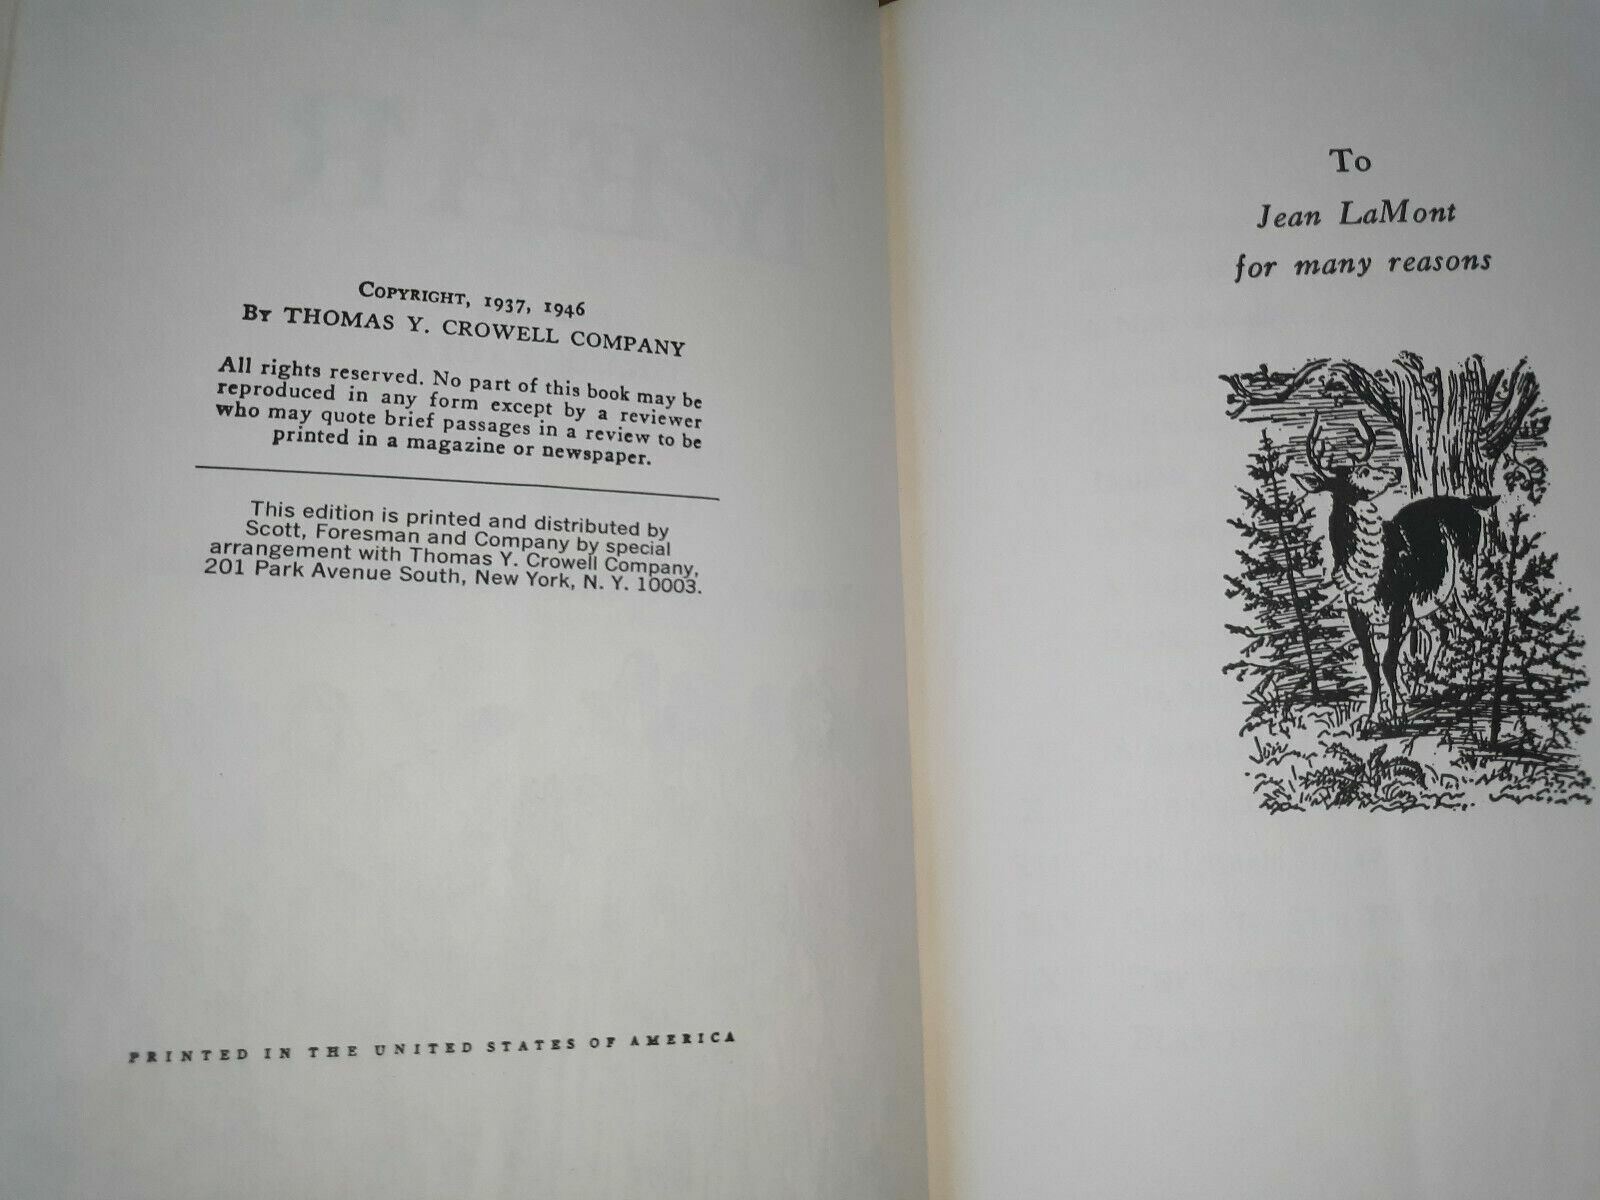 COPYRIGHT, 1937, 1946
BY THOMAS Y. CROWELL COMPANY
All rights reserved. No part of this book may be
reproduced in any form except by a reviewer
who may quote brief passages in a review to be
printed in a magazine or newspaper.
This edition is printed and distributed by
Scott, Foresman and Company by special
arrangement with Thomas Y. Crowell Company,
201 Park Avenue South, New York, N. Y. 10003.
PRINTED IN THE UNITED STATES OF AMERICA
To
Jean LaMont
for many reasons